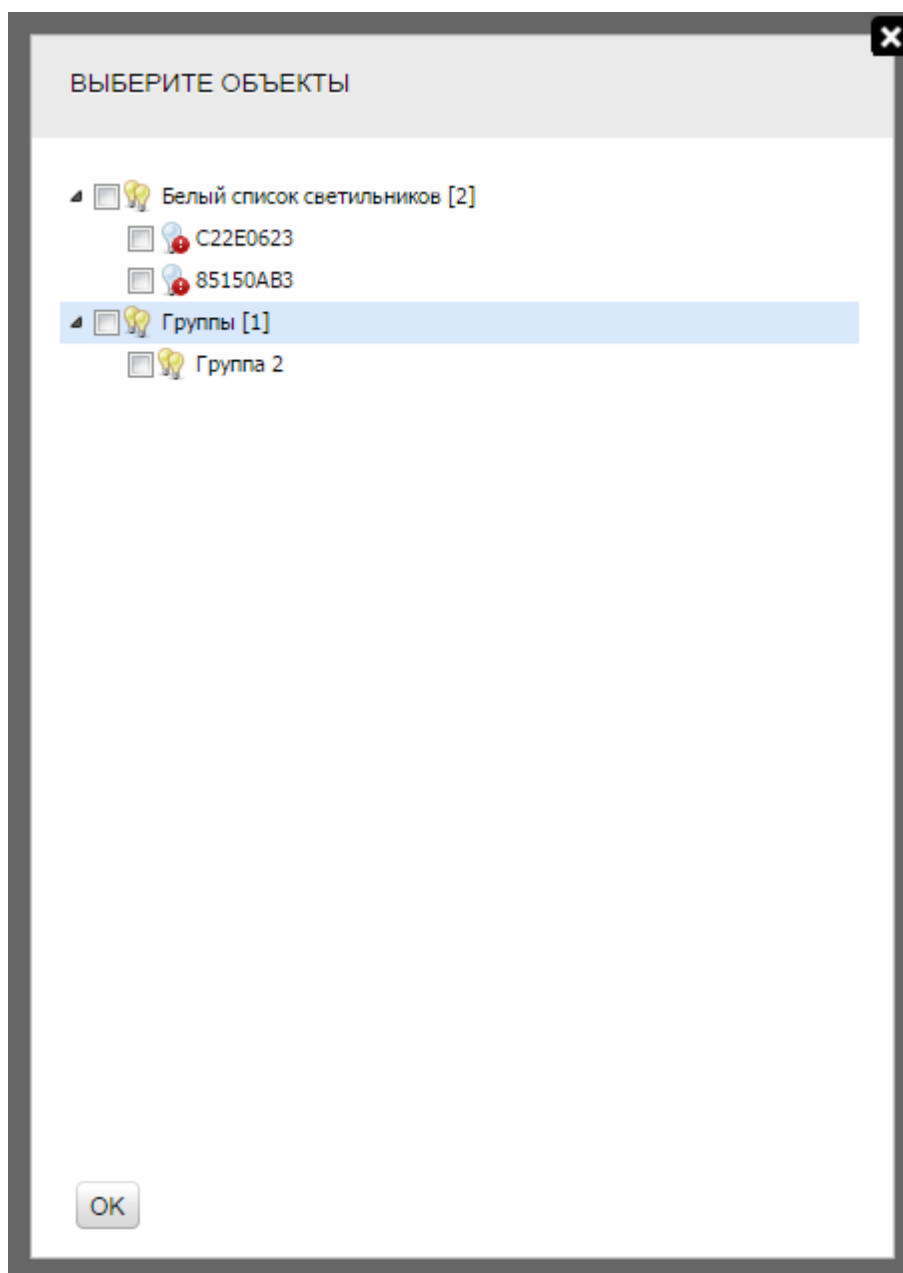 ВЫБЕРИТЕ ОБЪЕКТЫ
Белый список светильников [2]
C22E0623
85150AB3
Группы [1]
Группа 2
OK